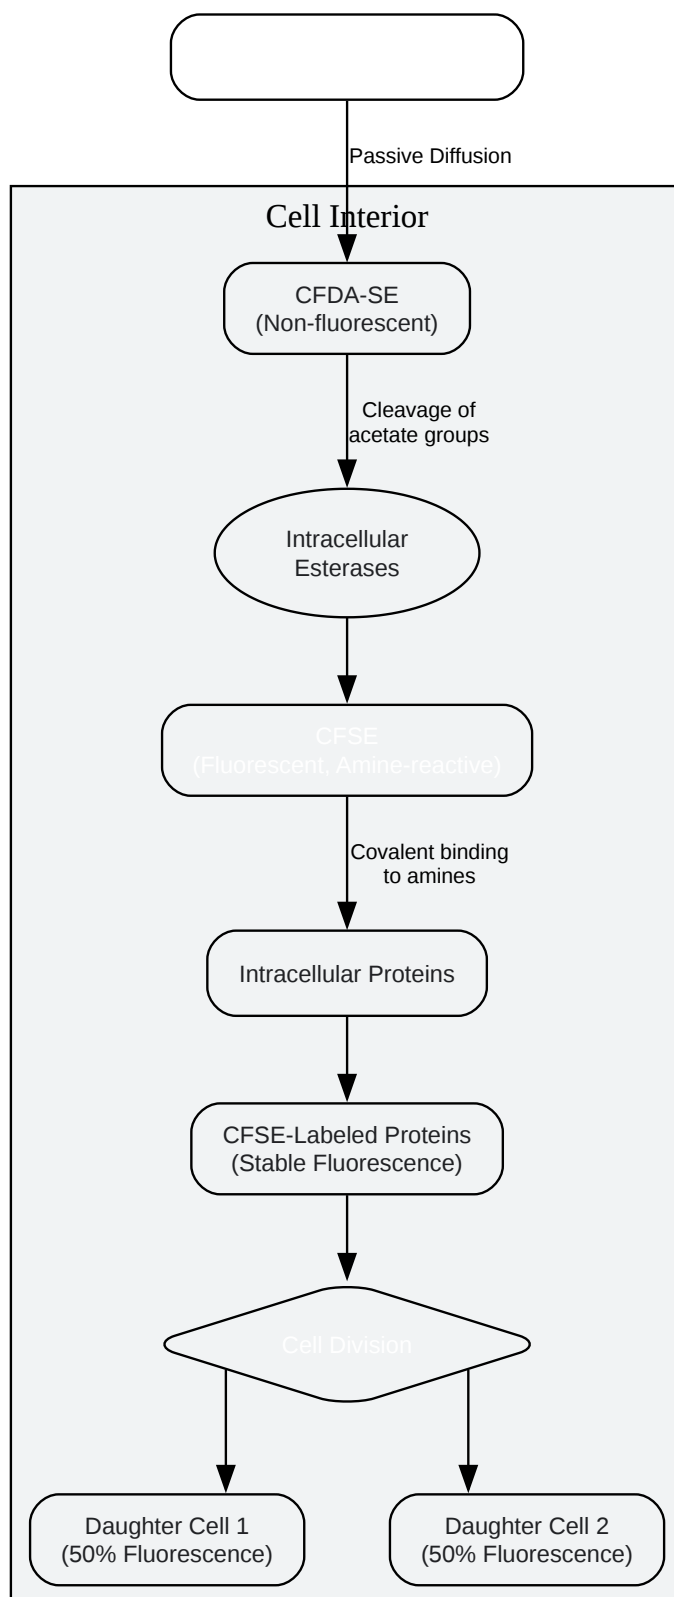 Passive Diffusion
Cell Interior
CFDA-SE
(Non-fluorescent)
Cleavage of
acetate groups
Intracellular
Esterases
CFSE
(Fluorescent, Amine-reactive)
Covalent binding
to amines
Intracellular Proteins
CFSE-Labeled Proteins
(Stable Fluorescence)
Cell Division
Daughter Cell 1
(50% Fluorescence)
Daughter Cell 2
(50% Fluorescence)